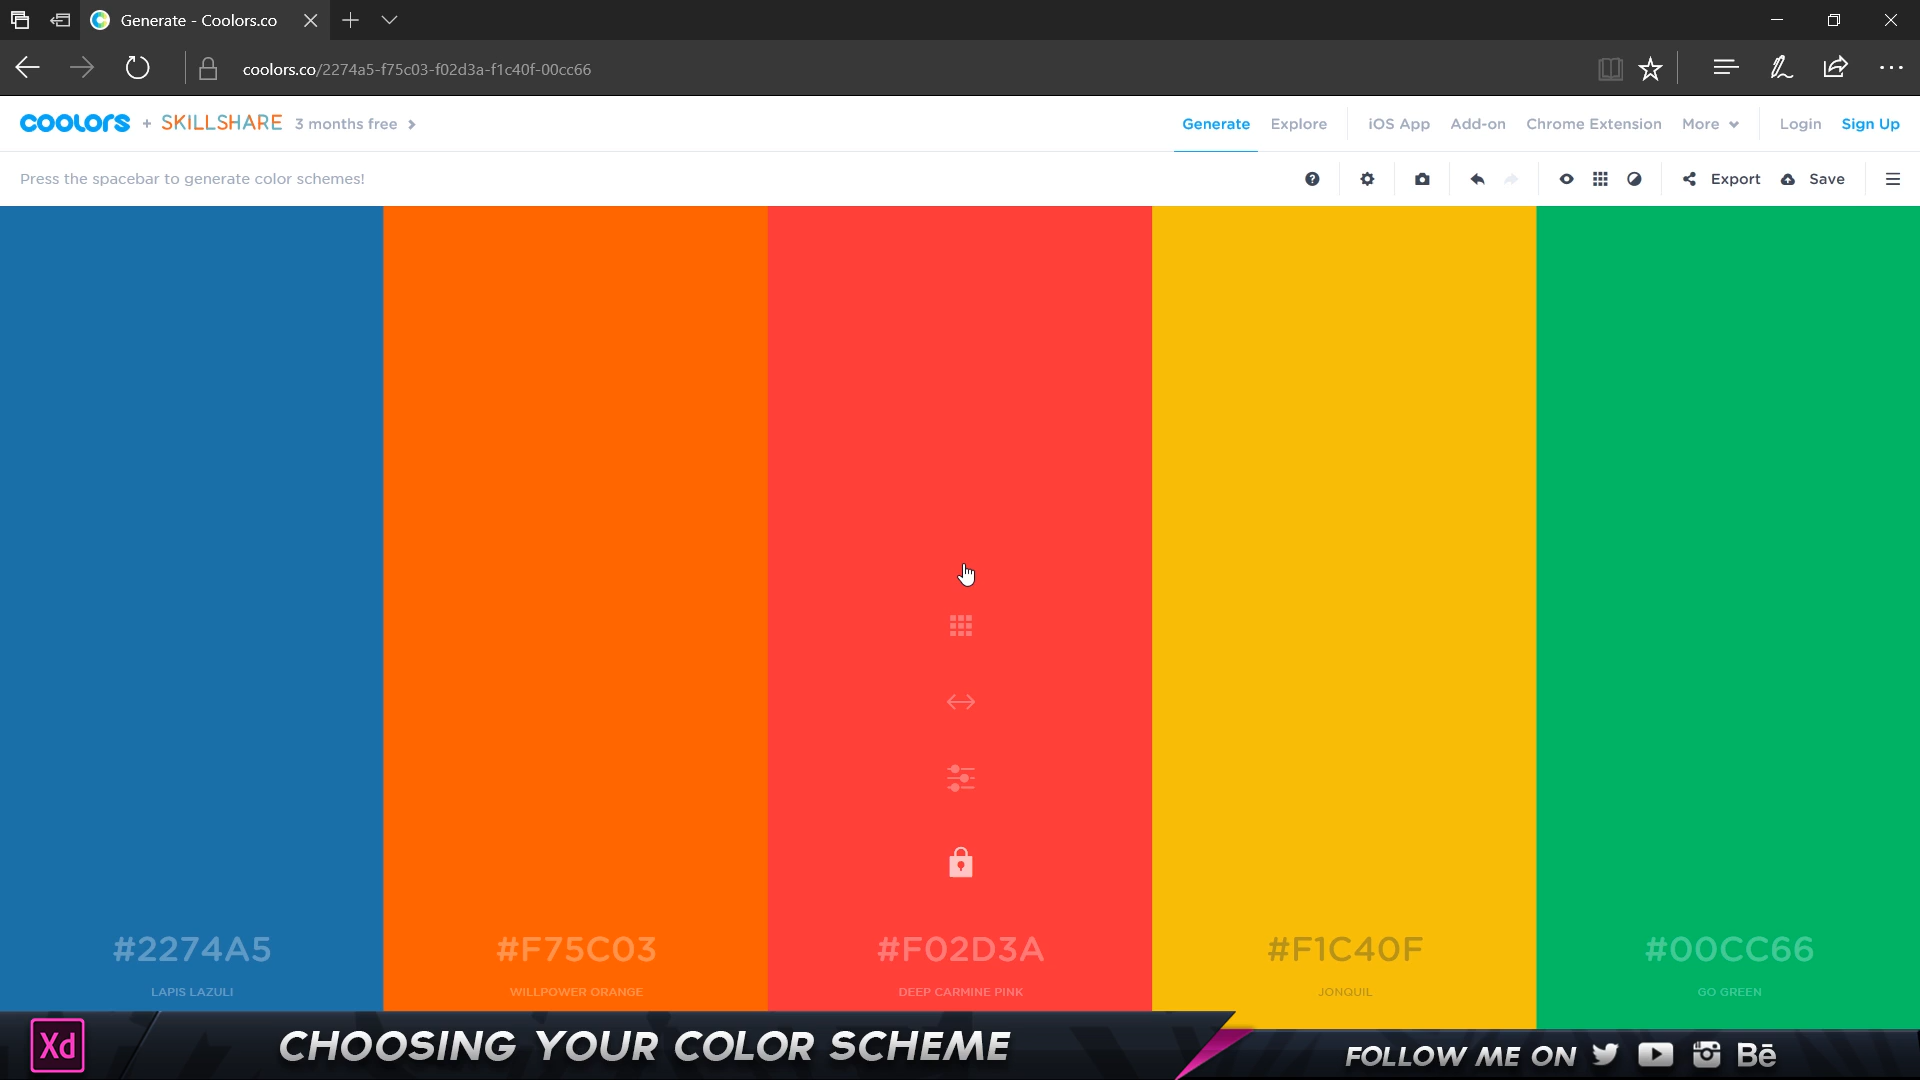 Generate - Coolors.co
coolors.co/2274a5-f75c03-f02d3a-f1c40f-00cc66
coolors + SKILLSHARE 3 months free
Generate Explore iOS App Add-on Chrome Extension More Login Sign Up
Press the spacebar to generate color schemes!
Export Save
#2274A5 #F75C03 #F02D3A #F1C40F #00CC66
LAPIS LAZULI WILLPOWER ORANGE DEEP CARMINE PINK JONQUIL GO GREEN
Xd CHOOSING YOUR COLOR SCHEME
FOLLOW ME ON Bē